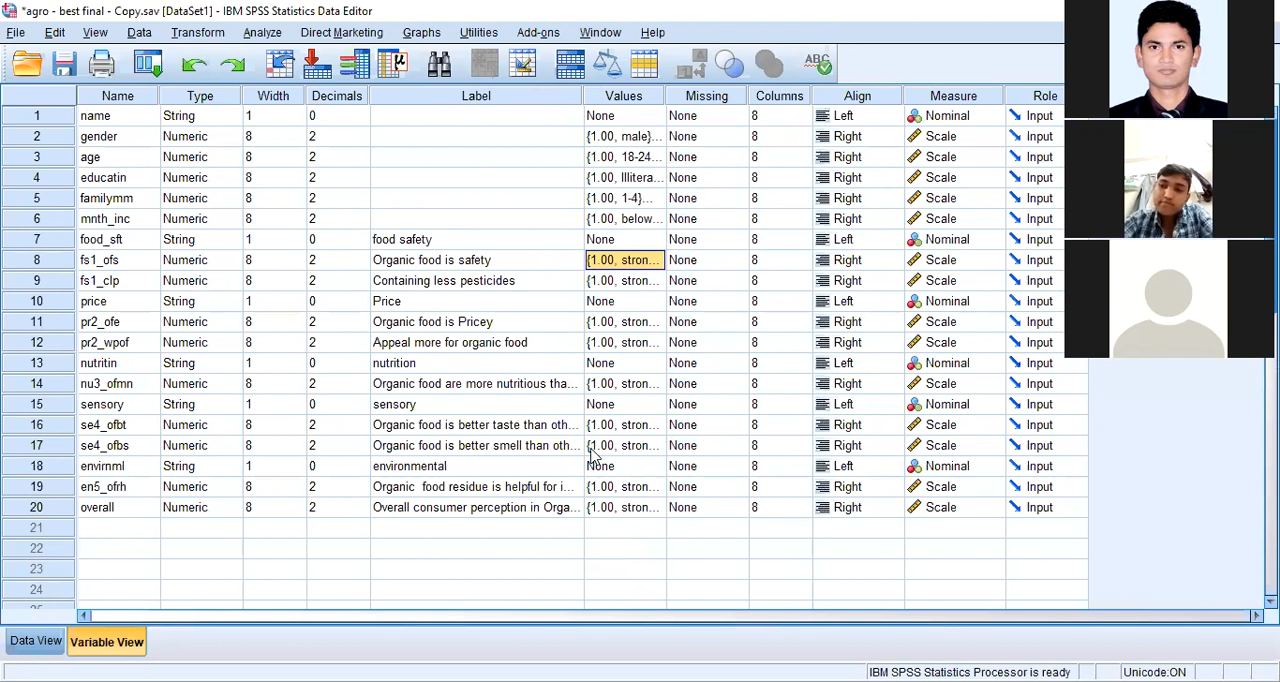 *agro - best final - Copy.sav [DataSet1] - IBM SPSS Statistics Data Editor
File Edit View Data Transform Analyze Direct Marketing Graphs Utilities Add-ons Window Help
Name Type Width Decimals Label Values Missing Columns Align Measure Role
1 name String 1 0 None None 8 Left Nominal Input
2 gender Numeric 8 2 {1.00, male}... None 8 Right Scale Input
3 age Numeric 8 2 {1.00, 18-24... None 8 Right Scale Input
4 educatin Numeric 8 2 {1.00, Illitera... None 8 Right Scale Input
5 familymm Numeric 8 2 {1.00, 1-4}... None 8 Right Scale Input
6 mnth_inc Numeric 8 2 {1.00, below... None 8 Right Scale Input
7 food_sft String 1 0 food safety None None 8 Left Nominal Input
8 fs1_ofs Numeric 8 2 Organic food is safety {1.00, stron... None 8 Right Scale Input
9 fs1_clp Numeric 8 2 Containing less pesticides {1.00, stron... None 8 Right Scale Input
10 price String 1 0 Price None None 8 Left Nominal Input
11 pr2_ofe Numeric 8 2 Organic food is Pricey {1.00, stron... None 8 Right Scale Input
12 pr2_wpof Numeric 8 2 Appeal more for organic food {1.00, stron... None 8 Right Scale Input
13 nutritin String 1 0 nutrition None None 8 Left Nominal Input
14 nu3_ofmn Numeric 8 2 Organic food are more nutritious tha... {1.00, stron... None 8 Right Scale Input
15 sensory String 1 0 sensory None None 8 Left Nominal Input
16 se4_ofbt Numeric 8 2 Organic food is better taste than oth... {1.00, stron... None 8 Right Scale Input
17 se4_ofbs Numeric 8 2 Organic food is better smell than oth... {1.00, stron... None 8 Right Scale Input
18 envirnml String 1 0 environmental None None 8 Left Nominal Input
19 en5_ofrh Numeric 8 2 Organic food residue is helpful for i... {1.00, stron... None 8 Right Scale Input
20 overall Numeric 8 2 Overall consumer perception in Orga... {1.00, stron... None 8 Right Scale Input
21
22
23
24
Data View Variable View
IBM SPSS Statistics Processor is ready Unicode:ON